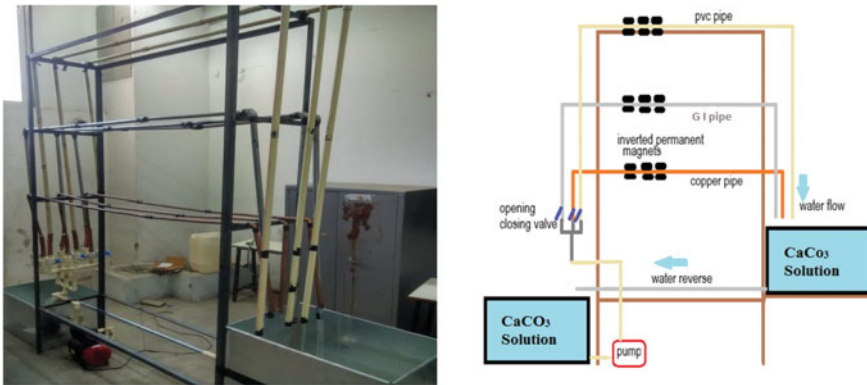 pvc pipe
G I pipe
inverted permanent
magnets
copper pipe
opening
closing valve
water flow
CaCo₃
Solution
water reverse
CaCO₃
Solution
pump